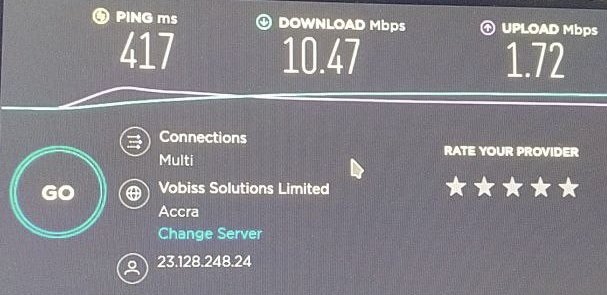 PING ms
417
DOWNLOAD Mbps
10.47
UPLOAD Mbps
1.72
GO
Connections
Multi
Vobiss Solutions Limited
Accra
Change Server
23.128.248.24
RATE YOUR PROVIDER